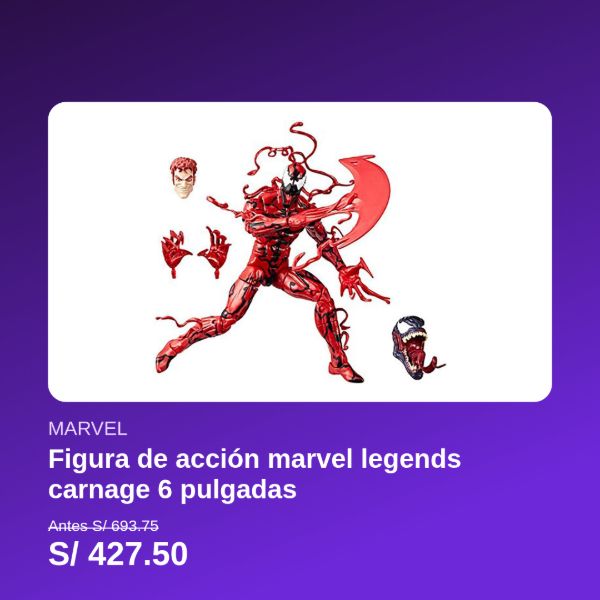 MARVEL
Figura de acción marvel legends
carnage 6 pulgadas
Antes S/ 693.75
S/ 427.50